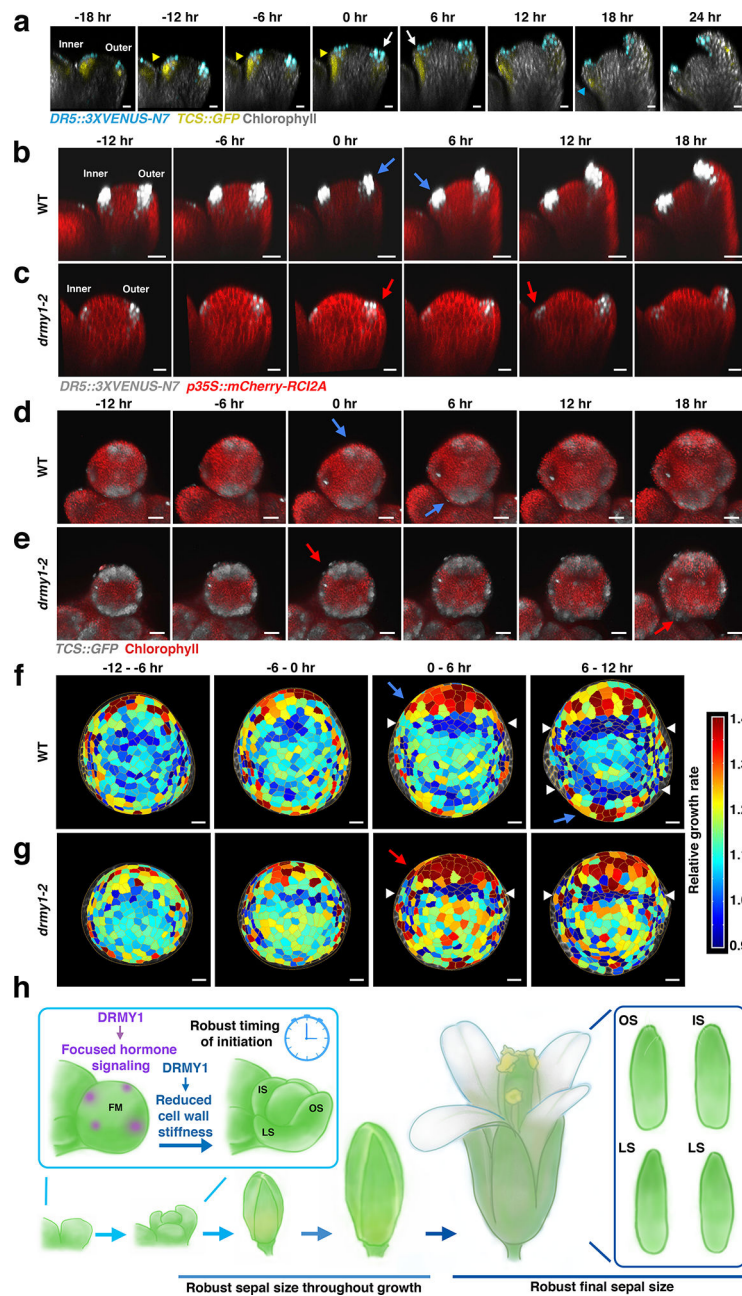 a
-18 hr -12 hr -6 hr 0 hr 6 hr 12 hr 18 hr 24 hr
Inner Outer
DR5::3XVENUS-N7 TCS::GFP Chlorophyll
b
-12 hr -6 hr 0 hr 6 hr 12 hr 18 hr
Inner Outer
WT
c
Inner Outer
drmy1-2
DR5::3XVENUS-N7 p35S::mCherry-RCI2A
d
-12 hr -6 hr 0 hr 6 hr 12 hr 18 hr
WT
e
drmy1-2
TCS::GFP Chlorophyll
f
-12 - -6 hr -6 - 0 hr 0 - 6 hr 6 - 12 hr
WT
g
drmy1-2
Relative growth rate
h
DRMY1
Focused hormone
signaling
FM
DRMY1
Reduced
cell wall
stiffness
Robust timing
of initiation
IS
OS
LS
OS IS
LS LS
Robust sepal size throughout growth
Robust final sepal size